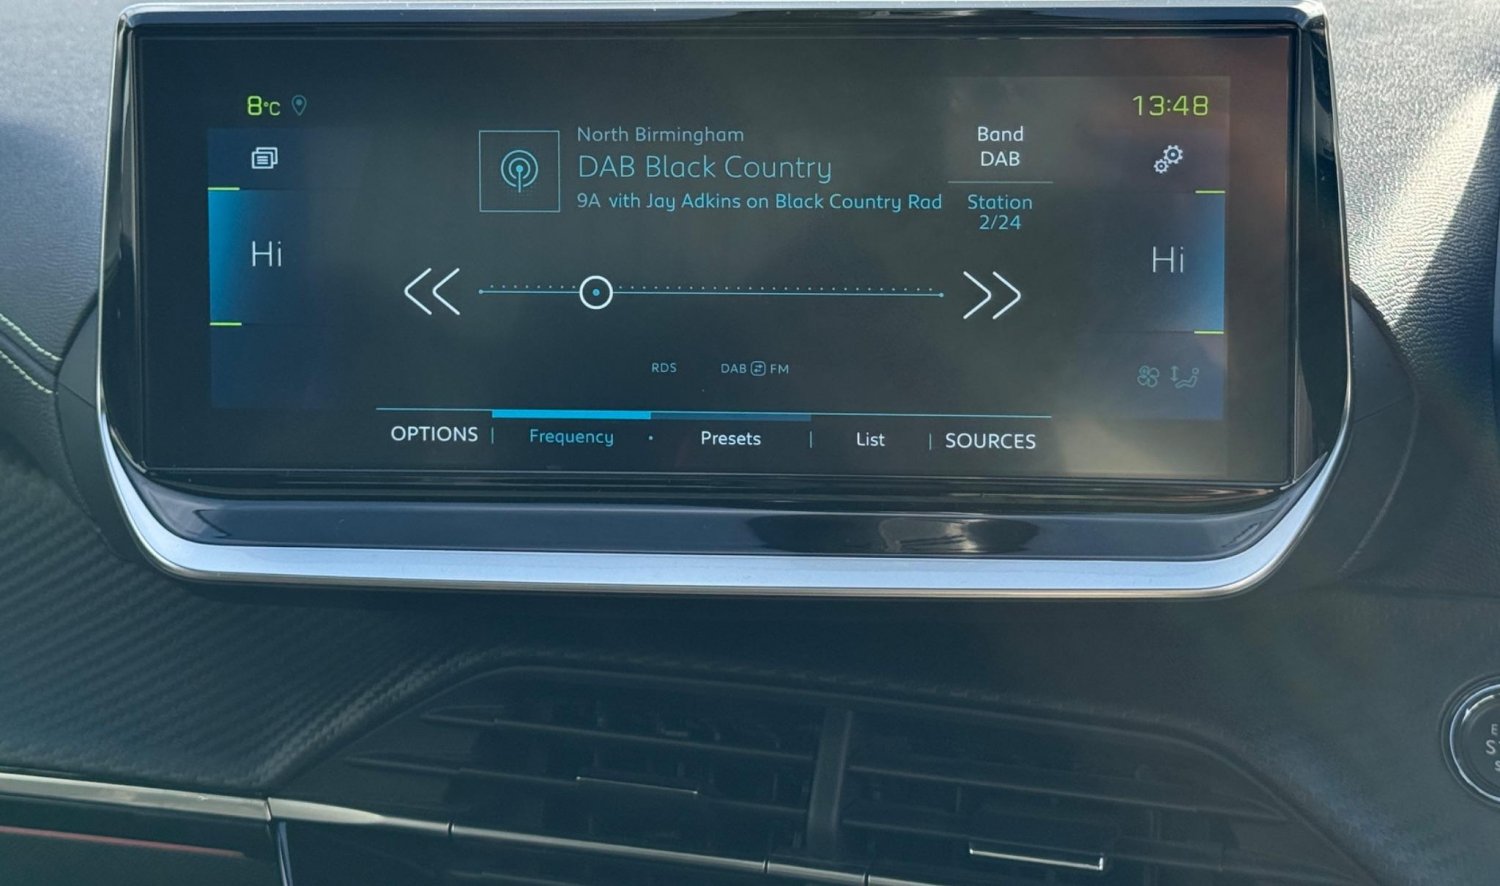 8°C
13:48
North Birmingham
DAB Black Country
9A vith Jay Adkins on Black Country Rad
Band
DAB
Station
2/24
Hi
Hi
RDS DAB FM
OPTIONS | Frequency • Presets | List | SOURCES